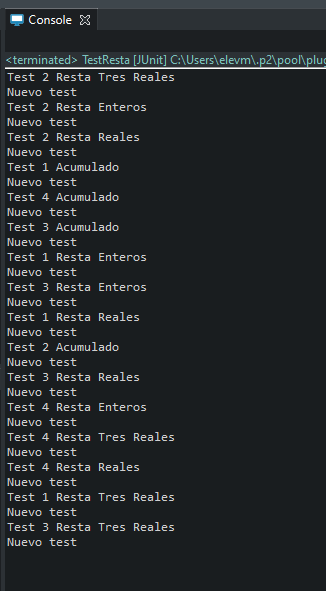 Console
<terminated> TestResta [JUnit] C:\Users\elevm\.p2\pool\plug
Test 2 Resta Tres Reales
Nuevo test
Test 2 Resta Enteros
Nuevo test
Test 2 Resta Reales
Nuevo test
Test 1 Acumulado
Nuevo test
Test 4 Acumulado
Nuevo test
Test 3 Acumulado
Nuevo test
Test 1 Resta Enteros
Nuevo test
Test 3 Resta Enteros
Nuevo test
Test 1 Resta Reales
Nuevo test
Test 2 Acumulado
Nuevo test
Test 3 Resta Reales
Nuevo test
Test 4 Resta Enteros
Nuevo test
Test 4 Resta Tres Reales
Nuevo test
Test 4 Resta Reales
Nuevo test
Test 1 Resta Tres Reales
Nuevo test
Test 3 Resta Tres Reales
Nuevo test